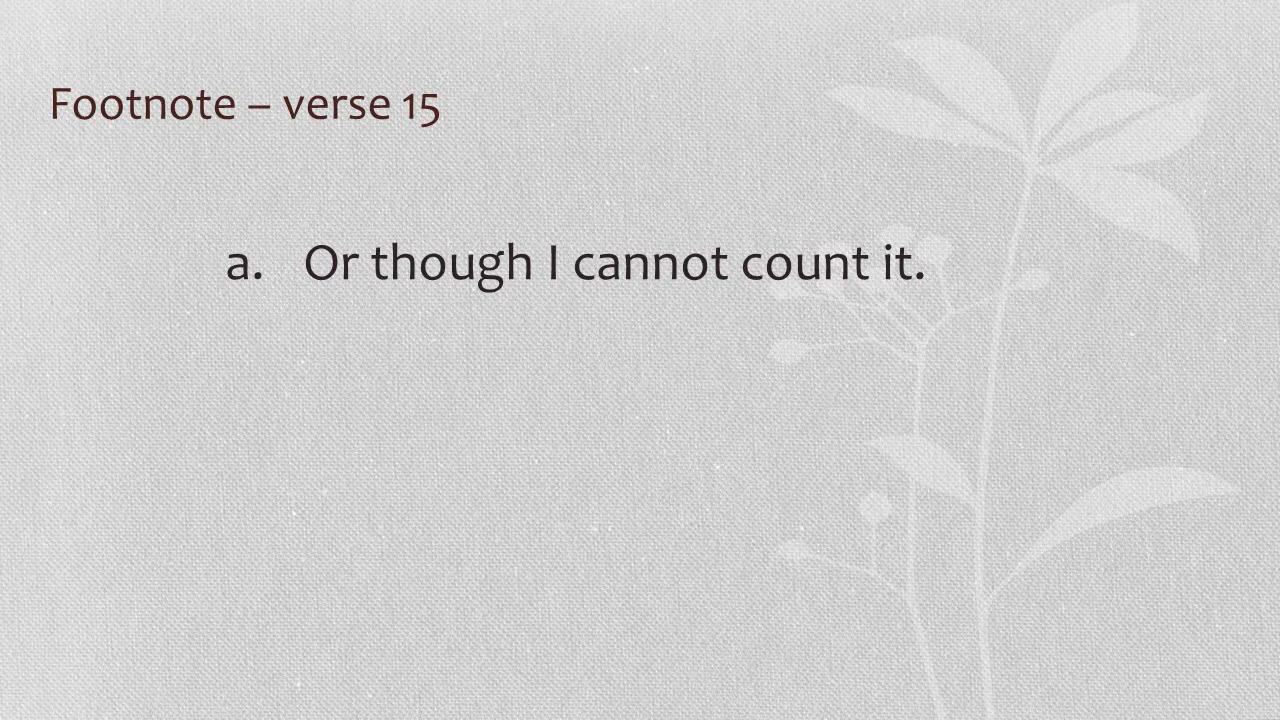 Footnote – verse 15
a. Or though I cannot count it.